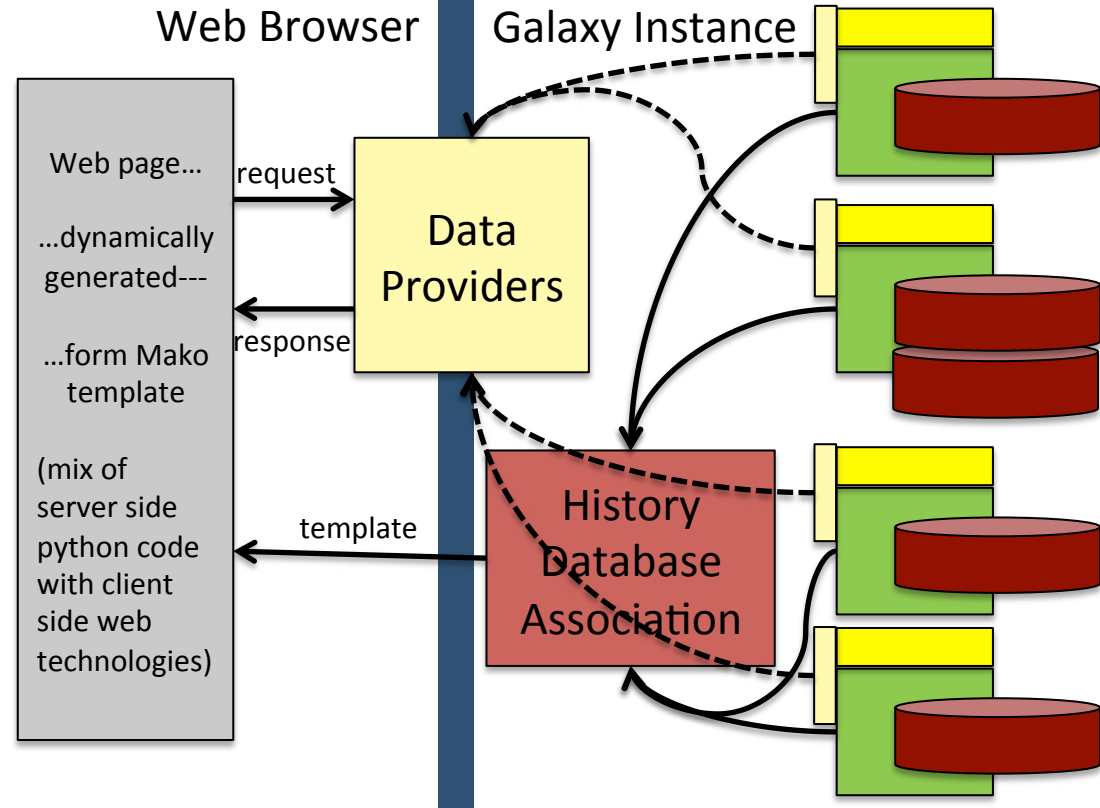 Web Browser
Galaxy Instance
Web page…
…dynamically
generated---
…form Mako
template
(mix of
server side
python code
with client
side web
technologies)
request
response
template
Data
Providers
History
Database
Association